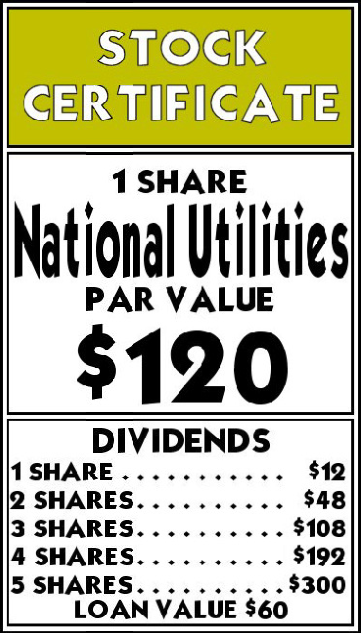 STOCK
CERTIFICATE
1 SHARE
National Utilities
PAR VALUE
$120
DIVIDENDS
1 SHARE . . . . . . . . . . . $12
2 SHARES. . . . . . . . . . $48
3 SHARES. . . . . . . . . . $108
4 SHARES. . . . . . . . . . $192
5 SHARES. . . . . . . . . . $300
LOAN VALUE $60